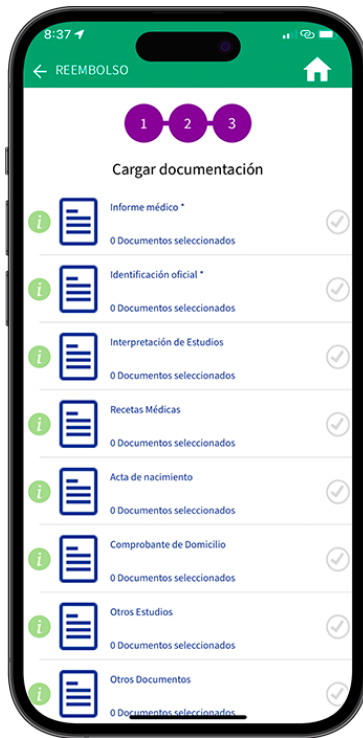 8:37
← REEMBOLSO
1 2 3
Cargar documentación
Informe médico *
0 Documentos seleccionados
Identificación oficial *
0 Documentos seleccionados
Interpretación de Estudios
0 Documentos seleccionados
Recetas Médicas
0 Documentos seleccionados
Acta de nacimiento
0 Documentos seleccionados
Comprobante de Domicilio
0 Documentos seleccionados
Otros Estudios
0 Documentos seleccionados
Otros Documentos
0 Documentos seleccionados